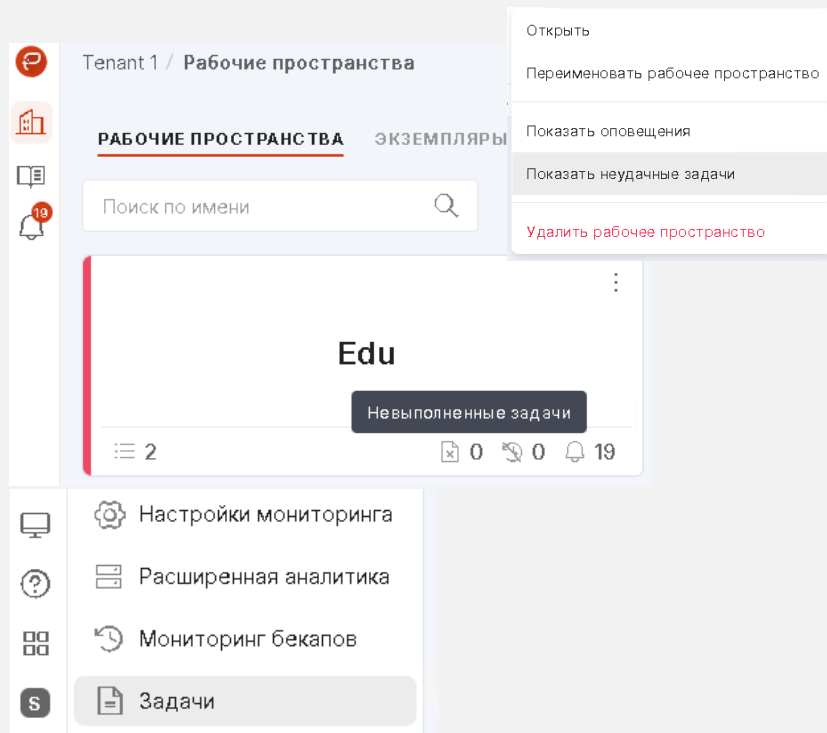 Открыть
Переименовать рабочее пространство
Показать оповещения
Показать неудачные задачи
Удалить рабочее пространство
Tenant 1 / Рабочие пространства
РАБОЧИЕ ПРОСТРАНСТВА ЭКЗЕМПЛЯРЫ
19
Поиск по имени
Edu
Невыполненные задачи
2 0 0 19
Настройки мониторинга
Расширенная аналитика
Мониторинг бекапов
S Задачи